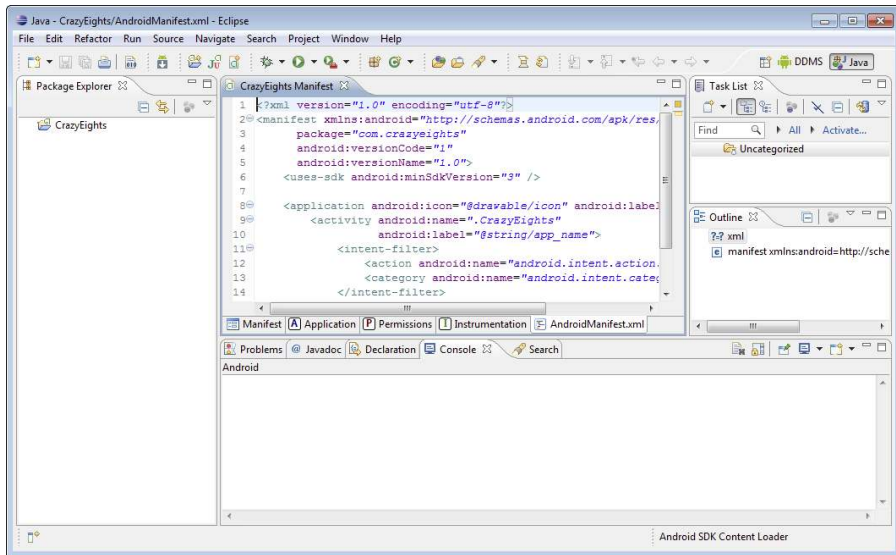 Java - CrazyEights/AndroidManifest.xml - Eclipse
File Edit Refactor Run Source Navigate Search Project Window Help
DDMS Java
Package Explorer
CrazyEights
CrazyEights Manifest
1 <?xml version="1.0" encoding="utf-8"?>
2 <manifest xmlns:android="http://schemas.android.com/apk/res/
3 package="com.crazyeights"
4 android:versionCode="1"
5 android:versionName="1.0">
6 <uses-sdk android:minSdkVersion="3" />
7
8 <application android:icon="@drawable/icon" android:label
9 <activity android:name=".CrazyEights"
10 android:label="@string/app_name">
11 <intent-filter>
12 <action android:name="android.intent.action.
13 <category android:name="android.intent.categ
14 </intent-filter>
Manifest A Application P Permissions I Instrumentation AndroidManifest.xml
Task List
Find All Activate...
Uncategorized
Outline
?=? xml
e manifest xmlns:android=http://sche
Problems @ Javadoc Declaration Console Search
Android
Android SDK Content Loader